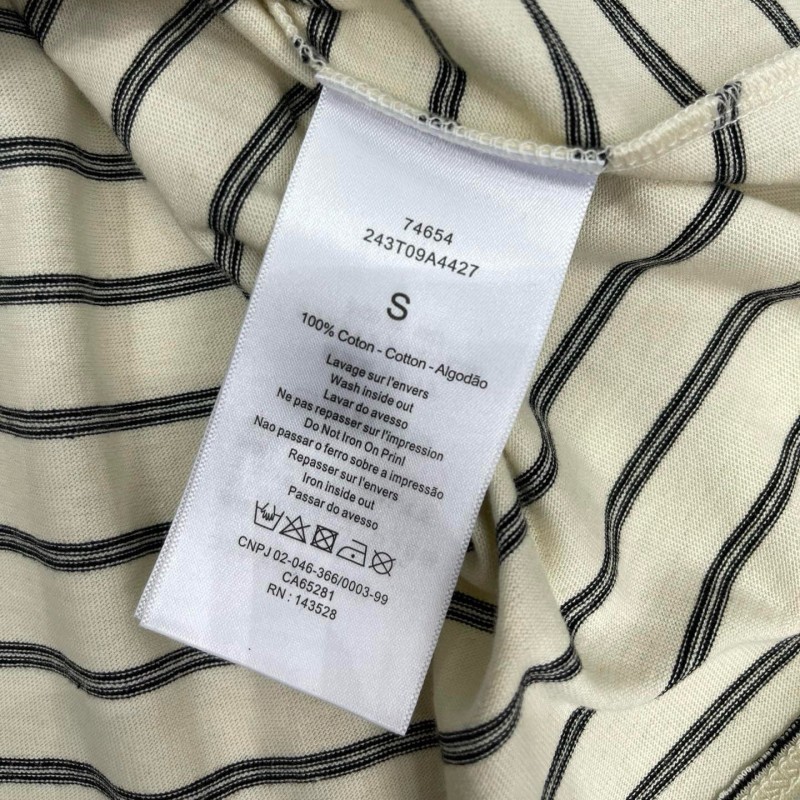 74654
243T09A4427
S
100% Coton - Cotton - Algodão
Lavage sur l'envers
Wash inside out
Lavar do avesso
Ne pas repasser sur l'impression
Do Not Iron On Prinl
Nao passar o ferro sobre a impressão
Repasser sur l'envers
Iron inside out
Passar do avesso
CNPJ 02-046-366/0003-99
CA65281
RN : 143528